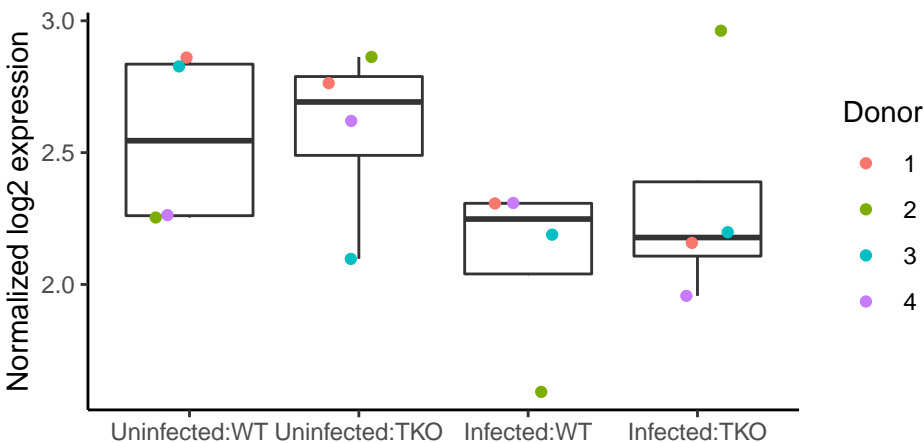 Normalized log2 expression
3.0
2.5
2.0
Uninfected:WT
Uninfected:TKO
Infected:WT
Infected:TKO
Donor
1
2
3
4